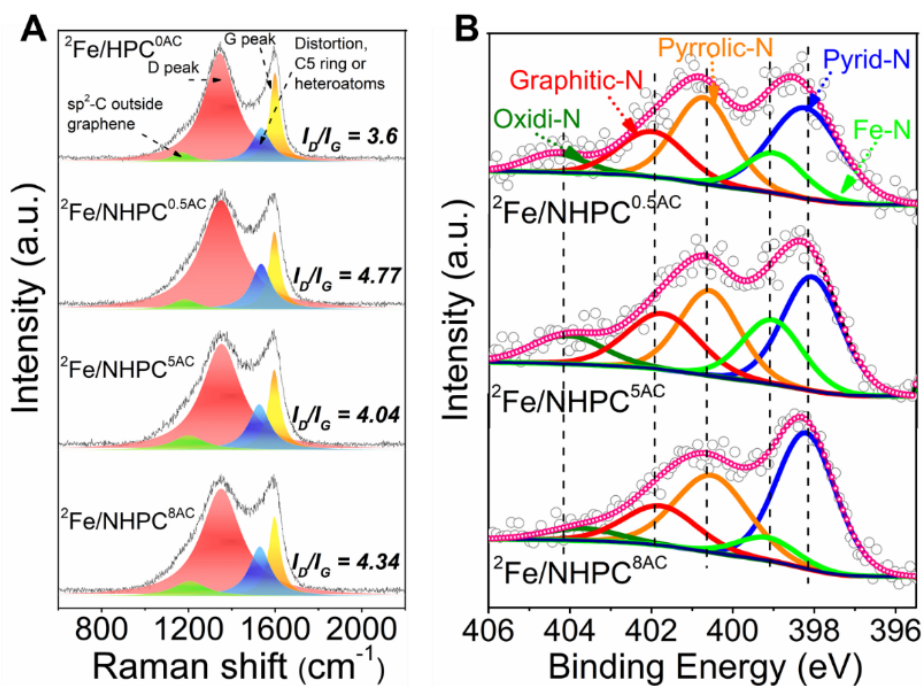 A
²Fe/HPC⁰ᴬᶜ
G peak
D peak
Distortion,
C5 ring or
heteroatoms
sp²-C outside
graphene
I_D/I_G = 3.6
²Fe/NHPC⁰·⁵ᴬᶜ
I_D/I_G = 4.77
²Fe/NHPC⁵ᴬᶜ
I_D/I_G = 4.04
²Fe/NHPC⁸ᴬᶜ
I_D/I_G = 4.34
Intensity (a.u.)
800 1200 1600 2000
Raman shift (cm⁻¹)
B
Pyrrolic-N
Graphitic-N
Pyrid-N
Oxidi-N
Fe-N
²Fe/NHPC⁰·⁵ᴬᶜ
²Fe/NHPC⁵ᴬᶜ
²Fe/NHPC⁸ᴬᶜ
Intensity (a.u.)
406 404 402 400 398 396
Binding Energy (eV)